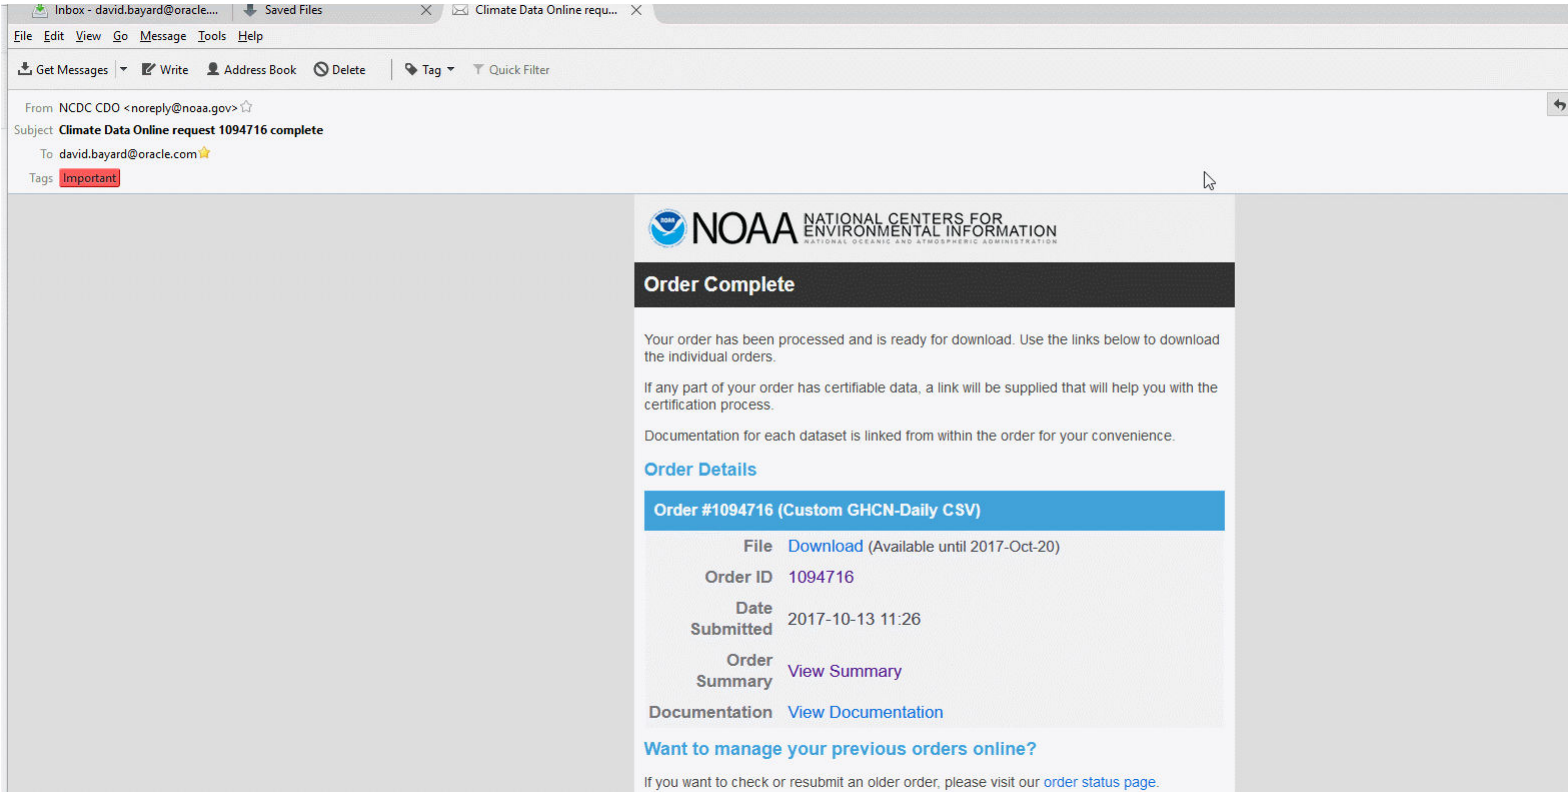 Inbox - david.bayard@oracle.... Saved Files Climate Data Online requ...
File Edit View Go Message Tools Help
Get Messages Write Address Book Delete Tag Quick Filter
From NCDC CDO <noreply@noaa.gov>
Subject Climate Data Online request 1094716 complete
To david.bayard@oracle.com
Tags Important
NOAA NATIONAL CENTERS FOR
ENVIRONMENTAL INFORMATION
NATIONAL OCEANIC AND ATMOSPHERIC ADMINISTRATION
Order Complete
Your order has been processed and is ready for download. Use the links below to download
the individual orders.
If any part of your order has certifiable data, a link will be supplied that will help you with the
certification process.
Documentation for each dataset is linked from within the order for your convenience.
Order Details
Order #1094716 (Custom GHCN-Daily CSV)
File Download (Available until 2017-Oct-20)
Order ID 1094716
Date
Submitted 2017-10-13 11:26
Order
Summary View Summary
Documentation View Documentation
Want to manage your previous orders online?
If you want to check or resubmit an older order, please visit our order status page.